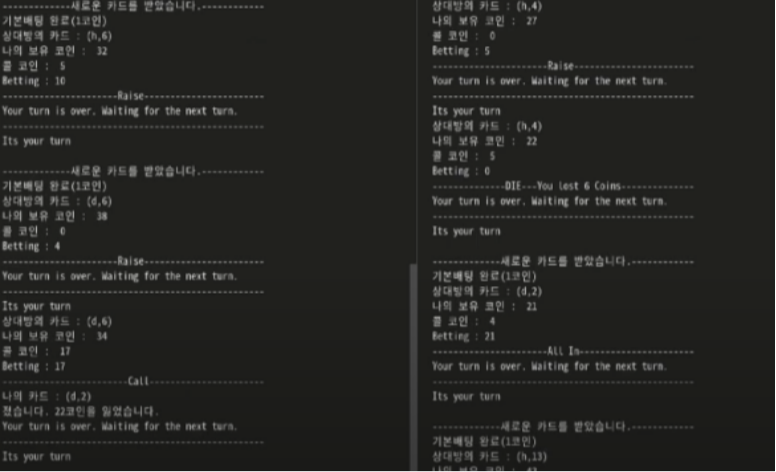 ------------새로운 카드를 받았습니다.-----------
기본배팅 완료(1코인)
상대방의 카드 : (h,6)
나의 보유 코인 : 32
콜 코인 : 5
Betting : 10
--------------------Raise--------------------
Your turn is over. Waiting for the next turn.
---------------------------------------------
Its your turn
------------새로운 카드를 받았습니다.-----------
기본배팅 완료(1코인)
상대방의 카드 : (d,6)
나의 보유 코인 : 38
콜 코인 : 0
Betting : 4
--------------------Raise--------------------
Your turn is over. Waiting for the next turn.
---------------------------------------------
Its your turn
상대방의 카드 : (d,6)
나의 보유 코인 : 34
콜 코인 : 17
Betting : 17
----------------------Call--------------------
나의 카드 : (d,2)
졌습니다. 22코인을 잃었습니다.
Your turn is over. Waiting for the next turn.
---------------------------------------------
Its your turn
상대방의 카드 : (h,4)
나의 보유 코인 : 27
콜 코인 : 0
Betting : 5
--------------------Raise--------------------
Your turn is over. Waiting for the next turn.
---------------------------------------------
Its your turn
상대방의 카드 : (h,4)
나의 보유 코인 : 22
콜 코인 : 5
Betting : 0
-------------DIE---You Lost 6 Coins-------------
Your turn is over. Waiting for the next turn.
---------------------------------------------
Its your turn
------------새로운 카드를 받았습니다.-----------
기본배팅 완료(1코인)
상대방의 카드 : (d,2)
나의 보유 코인 : 21
콜 코인 : 4
Betting : 21
--------------------All In--------------------
Your turn is over. Waiting for the next turn.
---------------------------------------------
Its your turn
------------새로운 카드를 받았습니다.-----------
기본배팅 완료(1코인)
상대방의 카드 : (h,13)